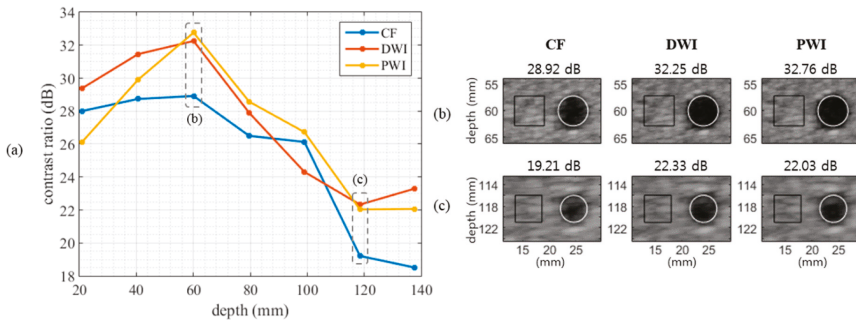 (a)
contrast ratio (dB)
34
32
30
28
26
24
22
20
18
20
40
60
80
100
120
140
depth (mm)
CF
DWI
PWI
(b)
(c)
CF
DWI
PWI
28.92 dB
32.25 dB
32.76 dB
(b)
depth (mm)
55
60
65
55
60
65
55
60
65
19.21 dB
22.33 dB
22.03 dB
(c)
depth (mm)
114
118
122
114
118
122
114
118
122
15 20 25
(mm)
15 20 25
(mm)
15 20 25
(mm)